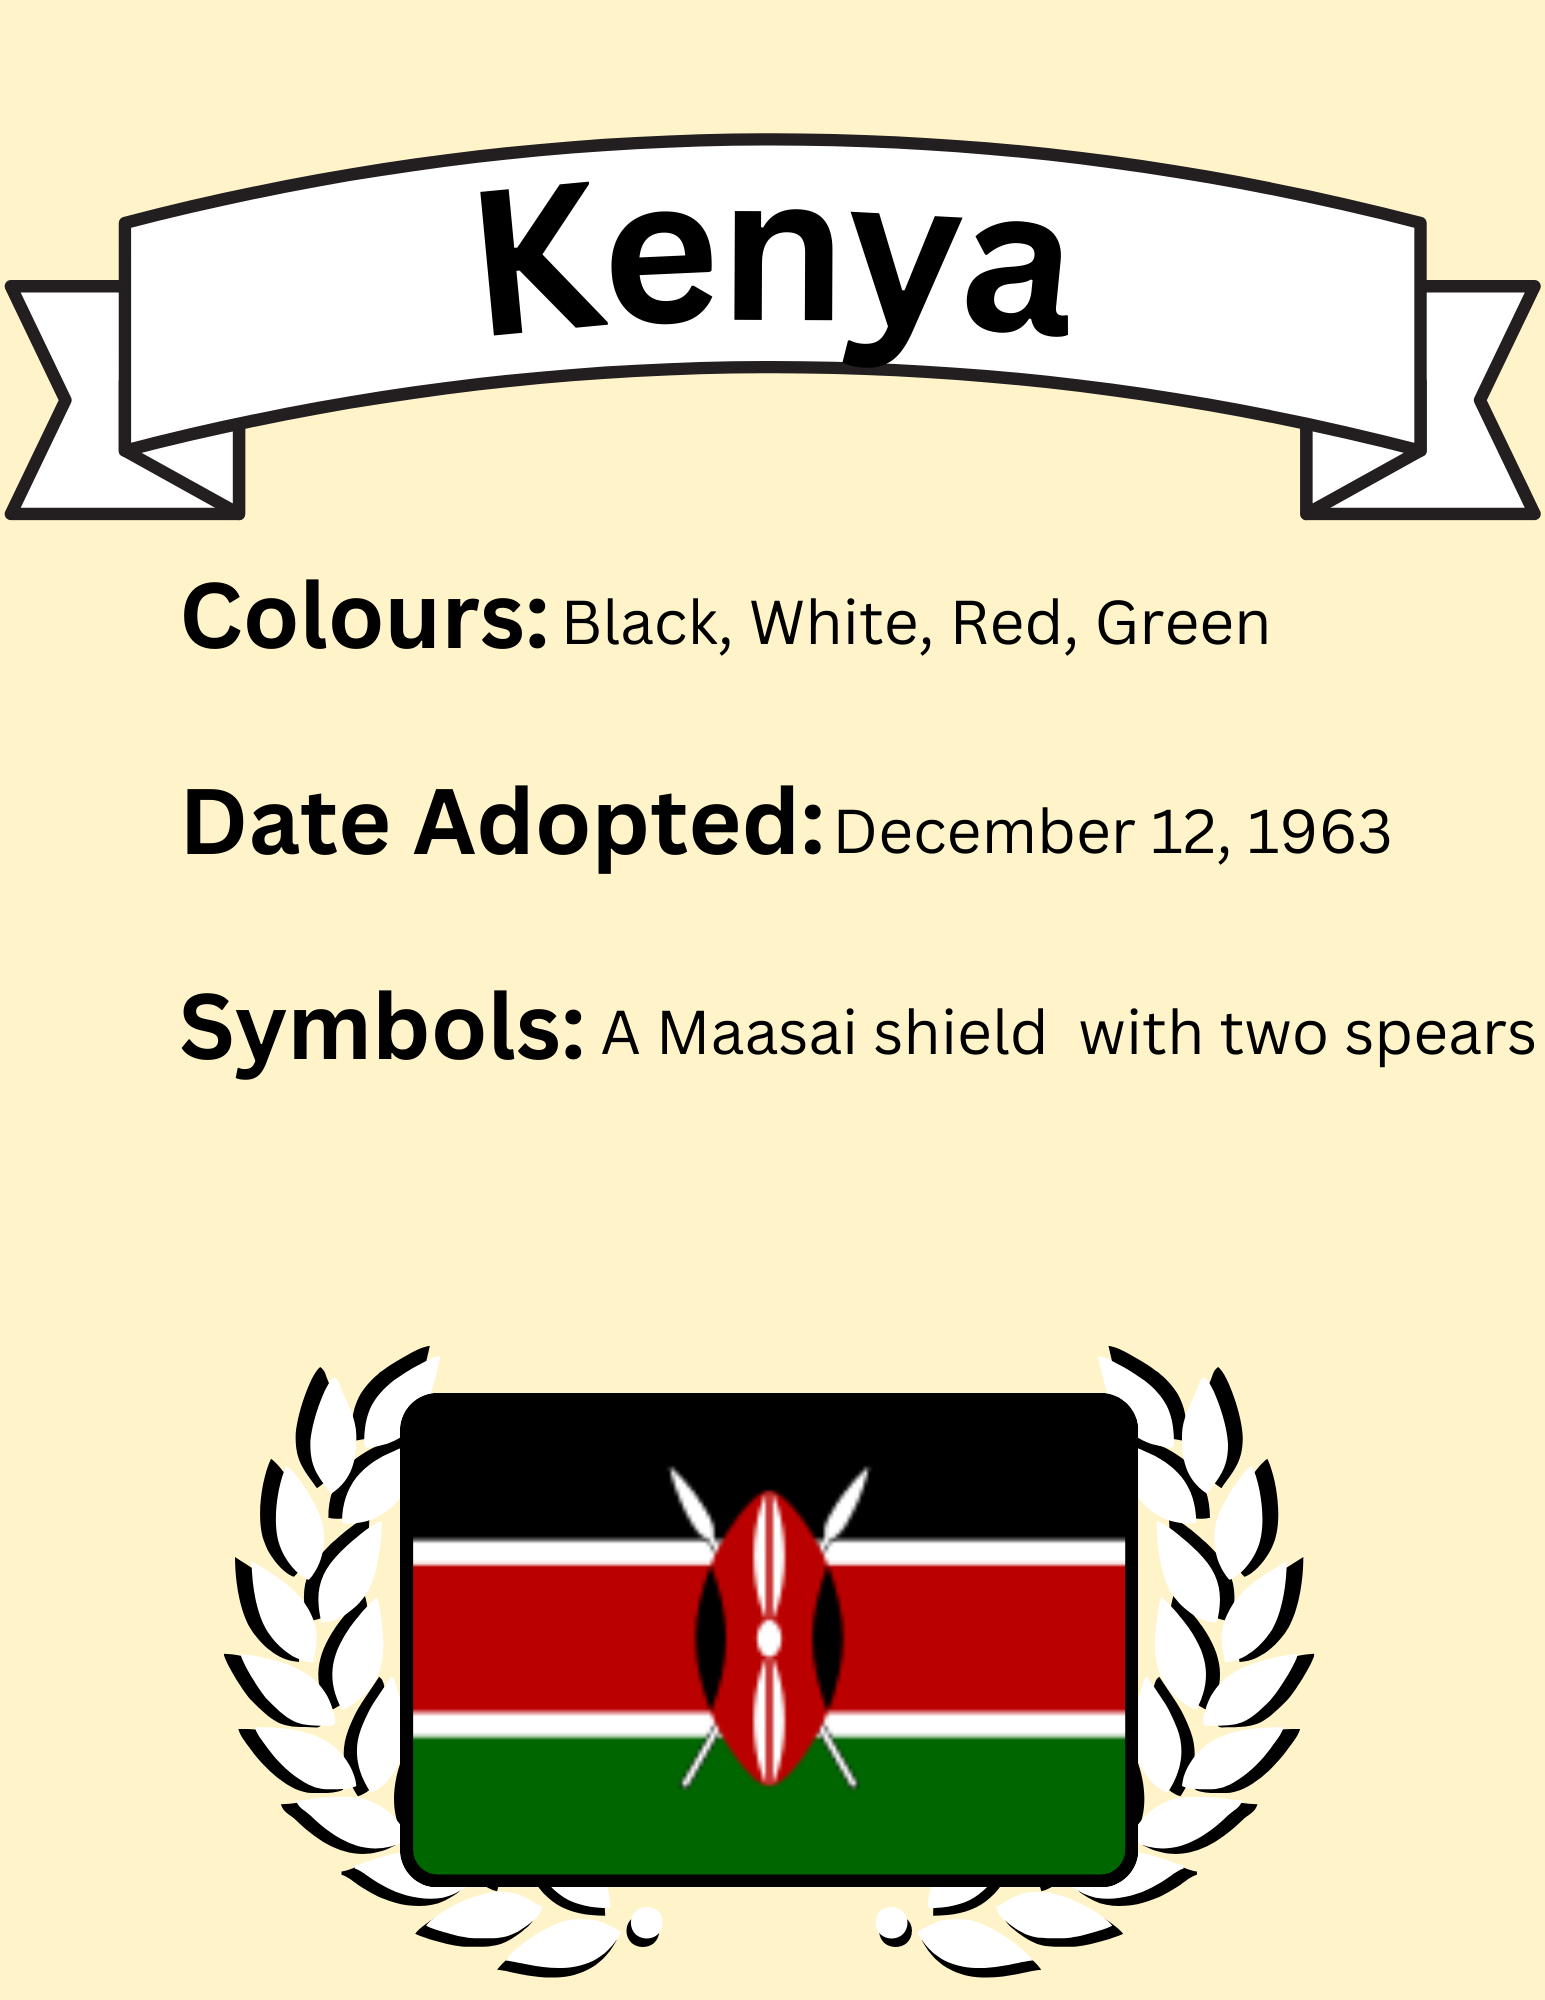 Kenya
Colours: Black, White, Red, Green
Date Adopted: December 12, 1963
Symbols: A Maasai shield  with two spears